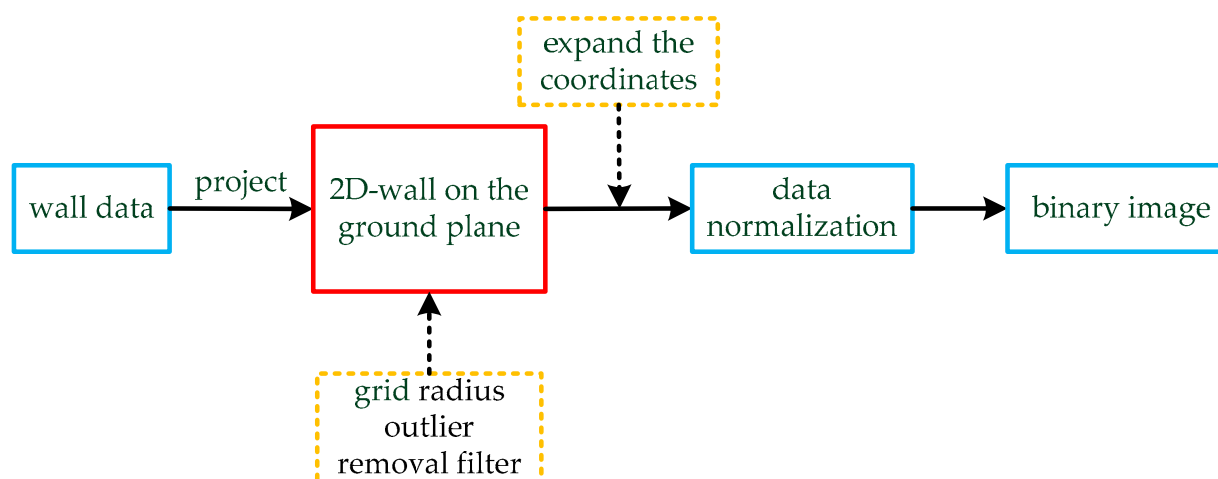 expand the
coordinates
wall data
project
2D-wall on the
ground plane
data
normalization
binary image
grid radius
outlier
removal filter